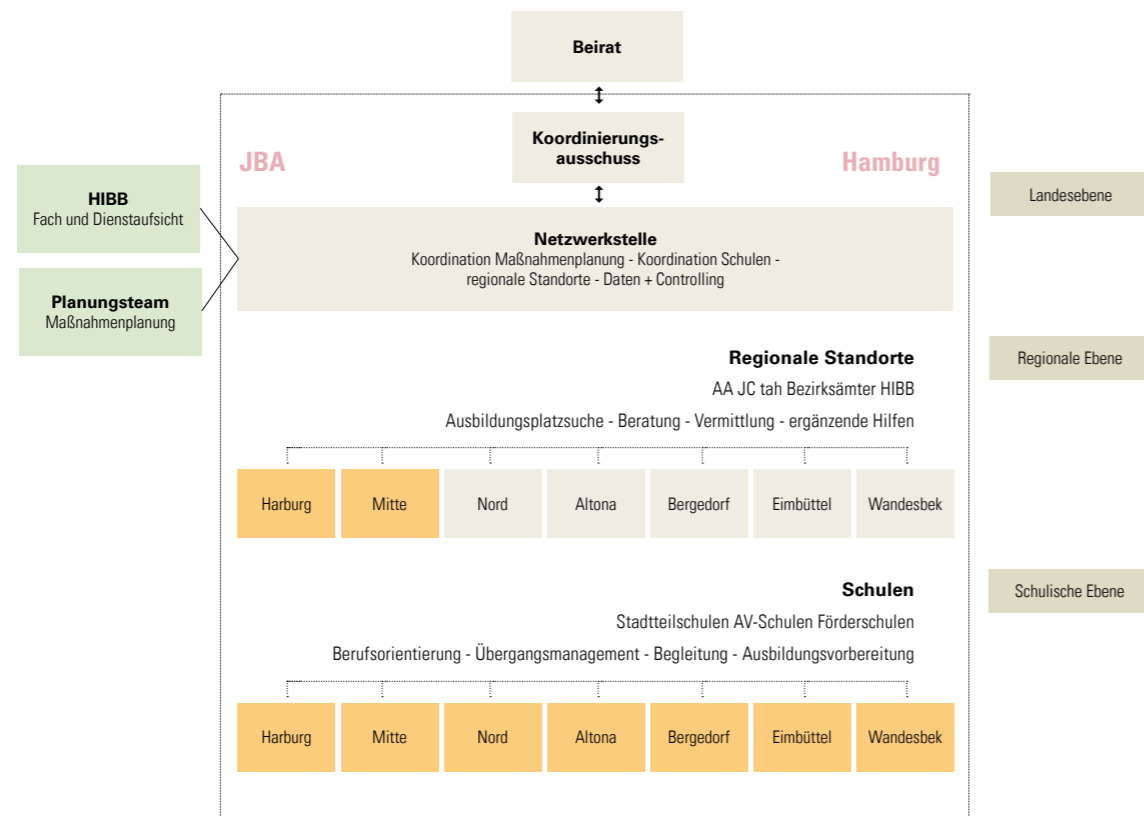 Beirat
Koordinierungs-
ausschuss
JBA
Hamburg
HIBB
Fach und Dienstaufsicht
Landesebene
Netzwerkstelle
Koordination Maßnahmenplanung - Koordination Schulen -
regionale Standorte - Daten + Controlling
Planungsteam
Maßnahmenplanung
Regionale Standorte
Regionale Ebene
AA JC tah Bezirksämter HIBB
Ausbildungsplatzsuche - Beratung - Vermittlung - ergänzende Hilfen
Harburg
Mitte
Nord
Altona
Bergedorf
Eimbüttel
Wandesbek
Schulen
Schulische Ebene
Stadtteilschulen AV-Schulen Förderschulen
Berufsorientierung - Übergangsmanagement - Begleitung - Ausbildungsvorbereitung
Harburg
Mitte
Nord
Altona
Bergedorf
Eimbüttel
Wandesbek